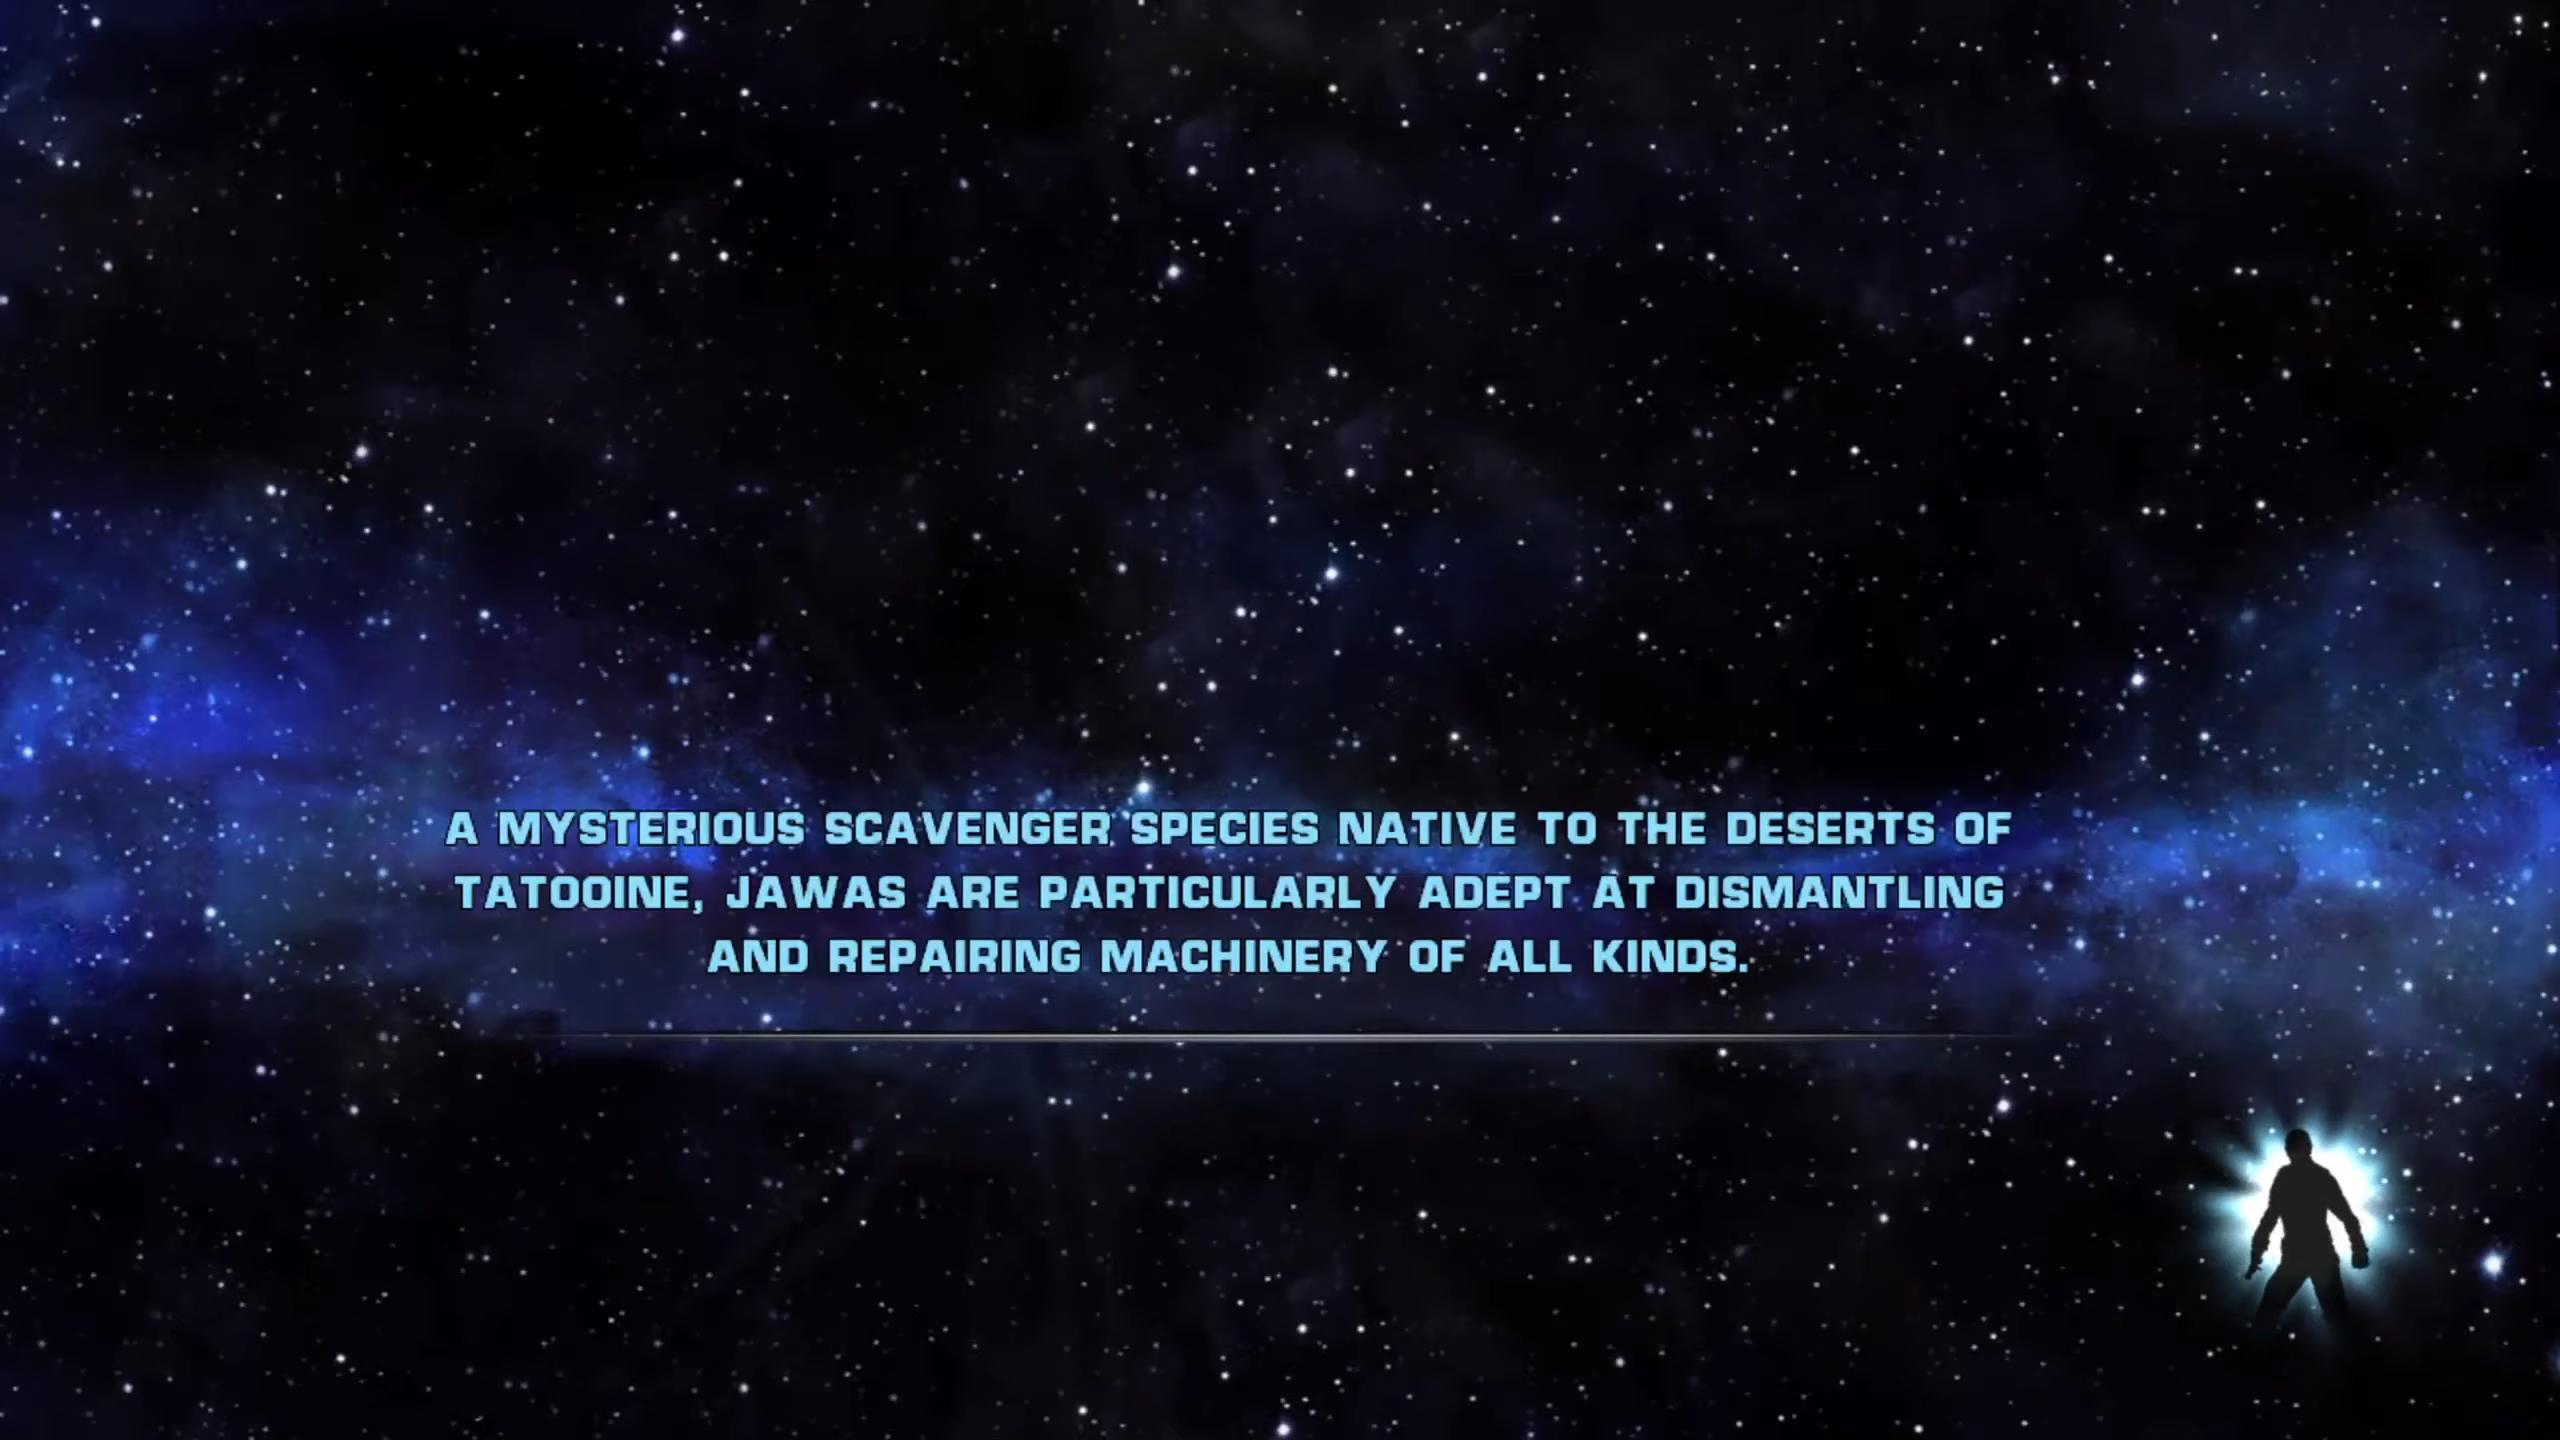 A MYSTERIOUS SCAVENGER SPECIES NATIVE TO THE DESERTS OF
TATOOINE, JAWAS ARE PARTICULARLY ADEPT AT DISMANTLING
AND REPAIRING MACHINERY OF ALL KINDS.